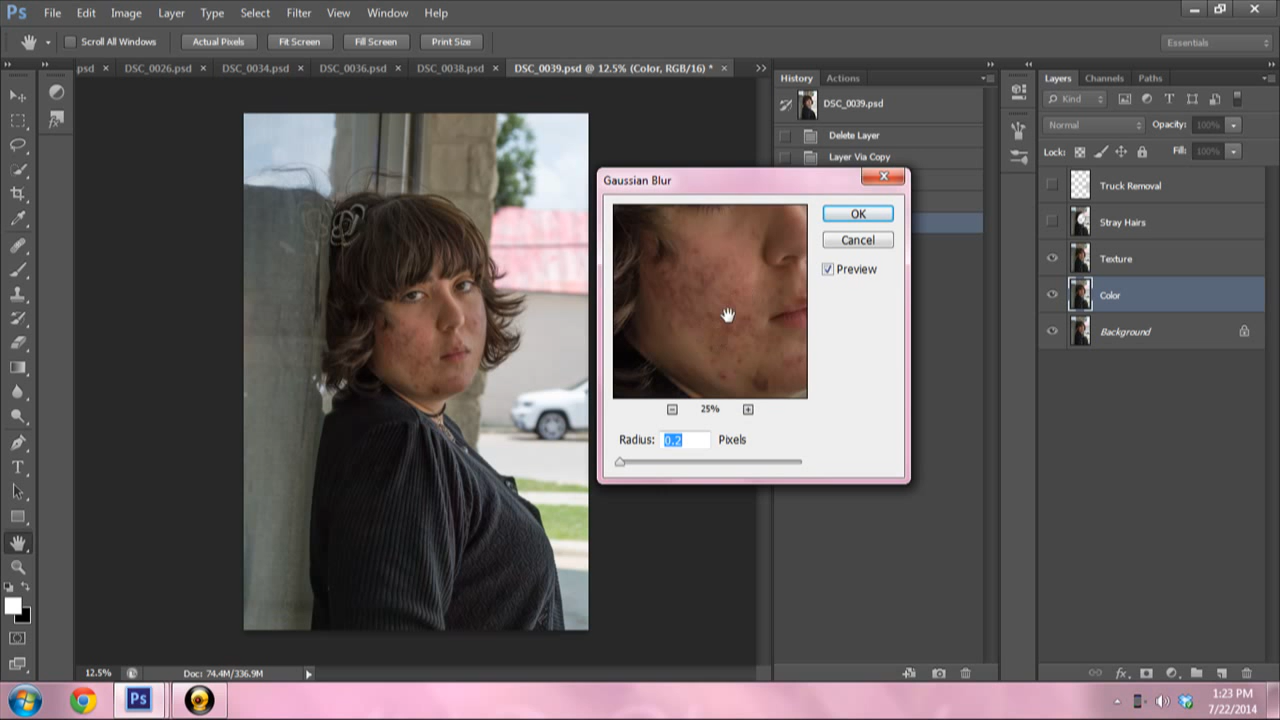 Ps File Edit Image Layer Type Select Filter View Window Help
Scroll All Windows Actual Pixels Fit Screen Fill Screen Print Size Essentials
psd × DSC_0026.psd × DSC_0034.psd × DSC_0036.psd × DSC_0038.psd × DSC_0039.psd @ 12.5% (Color, RGB/16) * ×
History Actions
Layers Channels Paths
Kind
DSC_0039.psd
Normal Opacity: 100%
Delete Layer
Lock: Fill: 100%
Layer Via Copy
Gaussian Blur
Truck Removal
OK
Stray Hairs
Cancel
Texture
Preview
Color
Background
25%
Radius: 0.2 Pixels
12.5% Doc: 74.4M/336.9M
fx
Ps
1:23 PM
7/22/2014